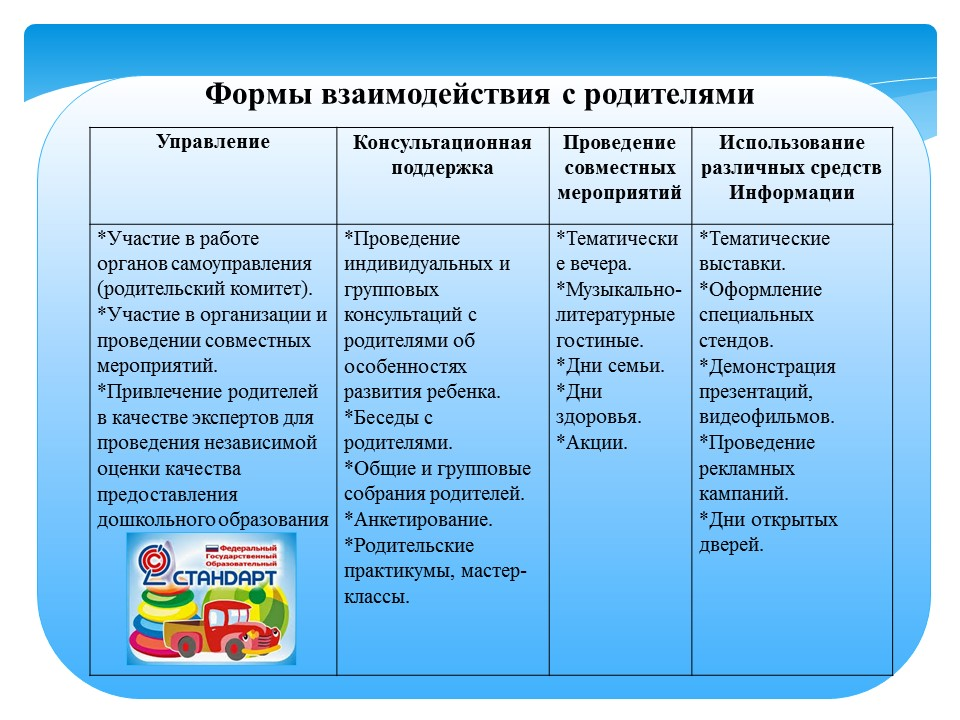 Формы взаимодействия с родителями
Управление
Консультационная
поддержка
Проведение
совместных
мероприятий
Использование
различных средств
Информации
*Участие в работе
органов самоуправления
(родительский комитет).
*Участие в организации и
проведении совместных
мероприятий.
*Привлечение родителей
в качестве экспертов для
проведения независимой
оценки качества
предоставления
дошкольного образования
Федеральный
Государственный
Образовательный
СТАНДАРТ
*Проведение
индивидуальных и
групповых
консультаций с
родителями об
особенностях
развития ребенка.
*Беседы с
родителями.
*Общие и групповые
собрания родителей.
*Анкетирование.
*Родительские
практикумы, мастер-
классы.
*Тематически
е вечера.
*Музыкально-
литературные
гостиные.
*Дни семьи.
*Дни
здоровья.
*Акции.
*Тематические
выставки.
*Оформление
специальных
стендов.
*Демонстрация
презентаций,
видеофильмов.
*Проведение
рекламных
кампаний.
*Дни открытых
дверей.